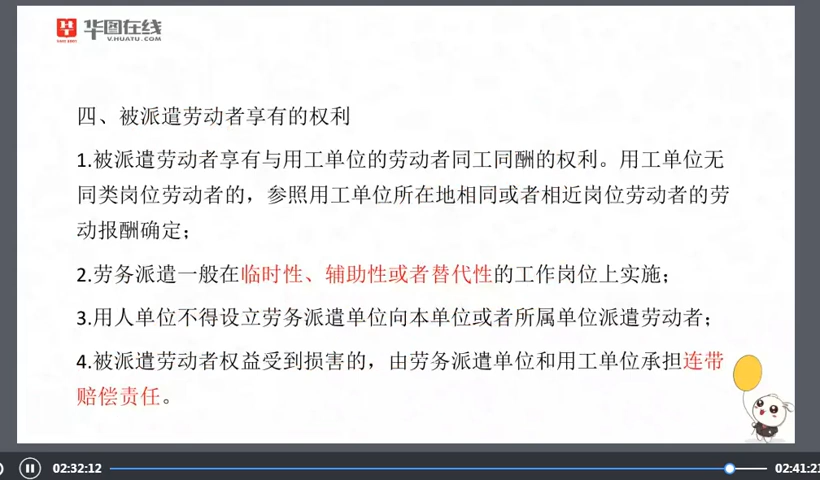 华图在线
V.HUATU.COM
四、被派遣劳动者享有的权利
1.被派遣劳动者享有与用工单位的劳动者同工同酬的权利。用工单位无
同类岗位劳动者的，参照用工单位所在地相同或者相近岗位劳动者的劳
动报酬确定；
2.劳务派遣一般在临时性、辅助性或者替代性的工作岗位上实施；
3.用人单位不得设立劳务派遣单位向本单位或者所属单位派遣劳动者；
4.被派遣劳动者权益受到损害的，由劳务派遣单位和用工单位承担连带
赔偿责任。
02:32:12
02:41:21